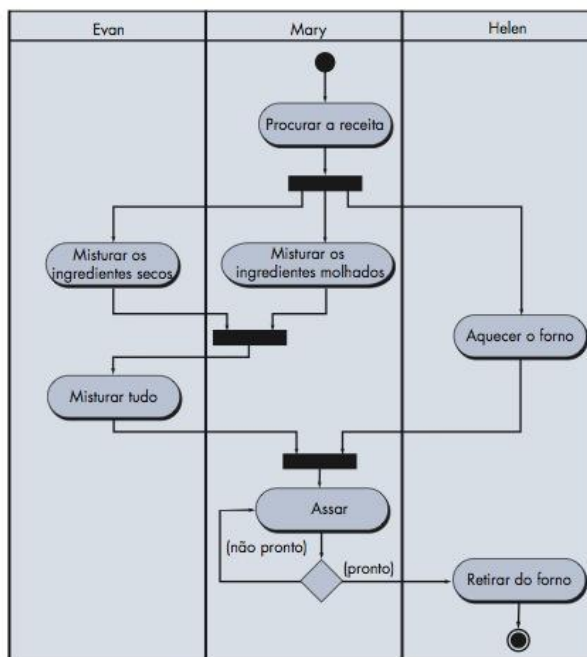 Evan
Mary
Helen
Procurar a receita
Misturar os
ingredientes secos
Misturar os
ingredientes molhados
Aquecer o forno
Misturar tudo
Assar
(não pronto)
(pronto)
Retirar do forno